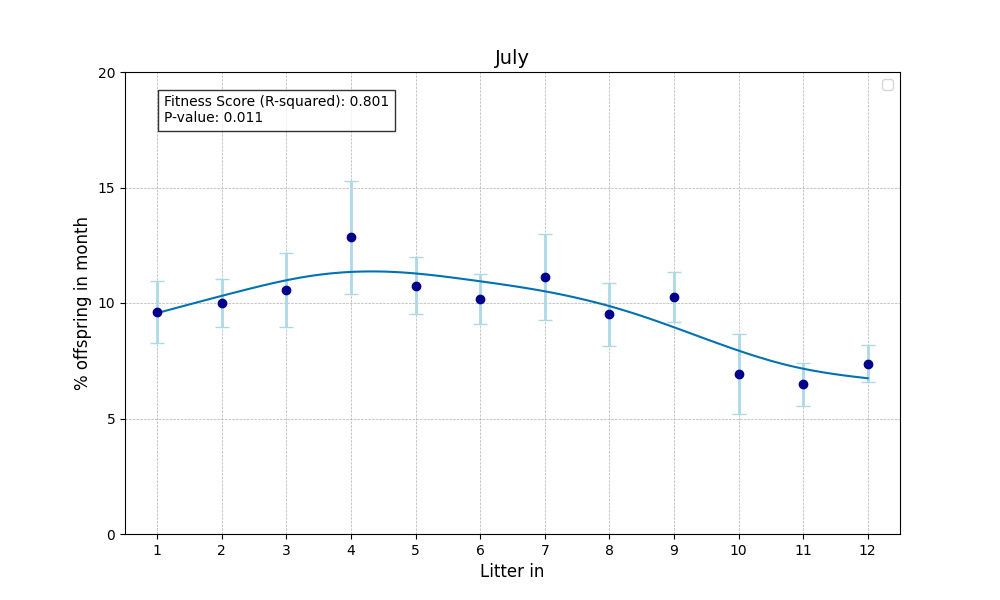 July
Fitness Score (R-squared): 0.801
P-value: 0.011
% offspring in month
20
15
10
5
0
1 2 3 4 5 6 7 8 9 10 11 12
Litter in